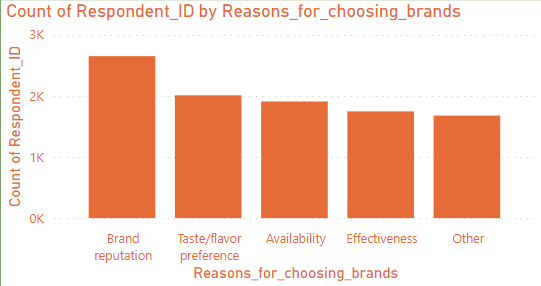 Count of Respondent_ID by Reasons_for_choosing_brands
Count of Respondent_ID
3K
2K
1K
0K
Brand
reputation
Taste/flavor
preference
Availability
Effectiveness
Other
Reasons_for_choosing_brands